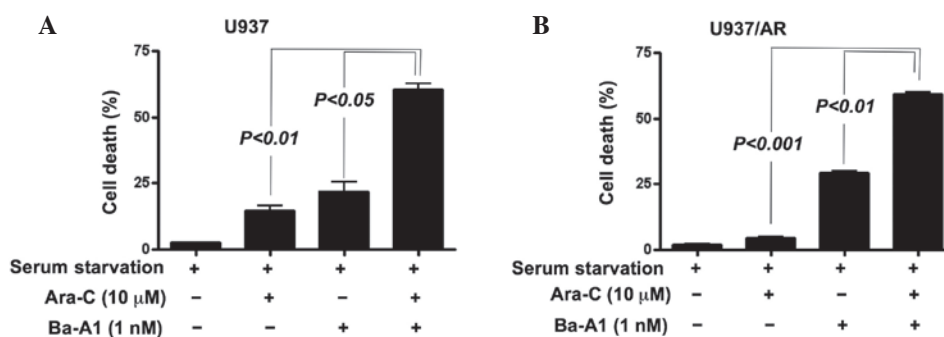 A
U937
75
50
25
0
Cell death (%)
P<0.01
P<0.05
Serum starvation + + + +
Ara-C (10 μM) – + – +
Ba-A1 (1 nM) – – + +
B
U937/AR
75
50
25
0
Cell death (%)
P<0.001
P<0.01
Serum starvation + + + +
Ara-C (10 μM) – + – +
Ba-A1 (1 nM) – – + +